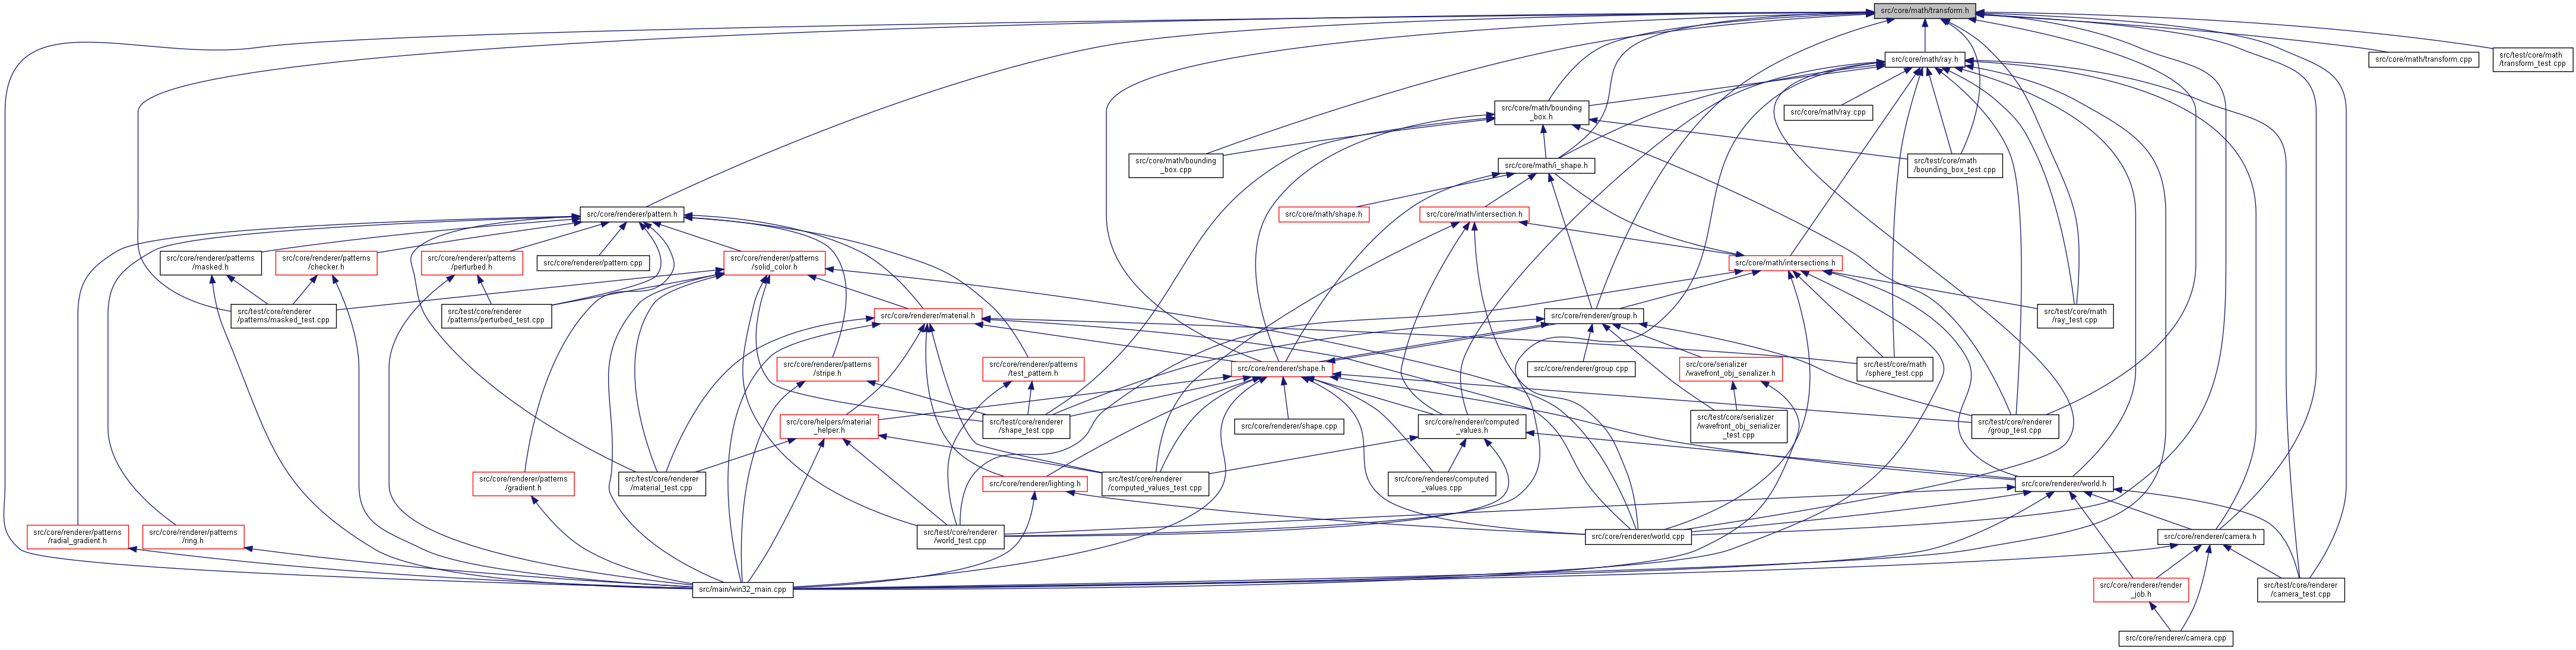 src/core/math/transform.h
src/core/math/ray.h
src/core/math/transform.cpp
src/test/core/math
/transform_test.cpp
src/core/math/bounding
_box.h
src/core/math/ray.cpp
src/core/math/bounding
_box.cpp
src/core/math/i_shape.h
src/test/core/math
/bounding_box_test.cpp
src/core/renderer/pattern.h
src/core/math/shape.h
src/core/math/intersection.h
src/core/renderer/patterns
/masked.h
src/core/renderer/patterns
/checker.h
src/core/renderer/patterns
/perturbed.h
src/core/renderer/pattern.cpp
src/core/renderer/patterns
/solid_color.h
src/core/math/intersections.h
src/test/core/renderer
/patterns/masked_test.cpp
src/test/core/renderer
/patterns/perturbed_test.cpp
src/core/renderer/material.h
src/core/renderer/group.h
src/test/core/math
/ray_test.cpp
src/core/renderer/patterns
/stripe.h
src/core/renderer/patterns
/test_pattern.h
src/core/renderer/shape.h
src/core/renderer/group.cpp
src/core/serializer
/wavefront_obj_serializer.h
src/test/core/math
/sphere_test.cpp
src/core/helpers/material
_helper.h
src/test/core/renderer
/shape_test.cpp
src/core/renderer/shape.cpp
src/core/renderer/computed
_values.h
src/test/core/serializer
/wavefront_obj_serializer
_test.cpp
src/test/core/renderer
/group_test.cpp
src/core/renderer/patterns
/gradient.h
src/test/core/renderer
/material_test.cpp
src/core/renderer/lighting.h
src/test/core/renderer
/computed_values_test.cpp
src/core/renderer/computed
_values.cpp
src/core/renderer/world.h
src/core/renderer/patterns
/radial_gradient.h
src/core/renderer/patterns
/ring.h
src/test/core/renderer
/world_test.cpp
src/core/renderer/world.cpp
src/core/renderer/camera.h
src/main/win32_main.cpp
src/core/renderer/render
_job.h
src/test/core/renderer
/camera_test.cpp
src/core/renderer/camera.cpp